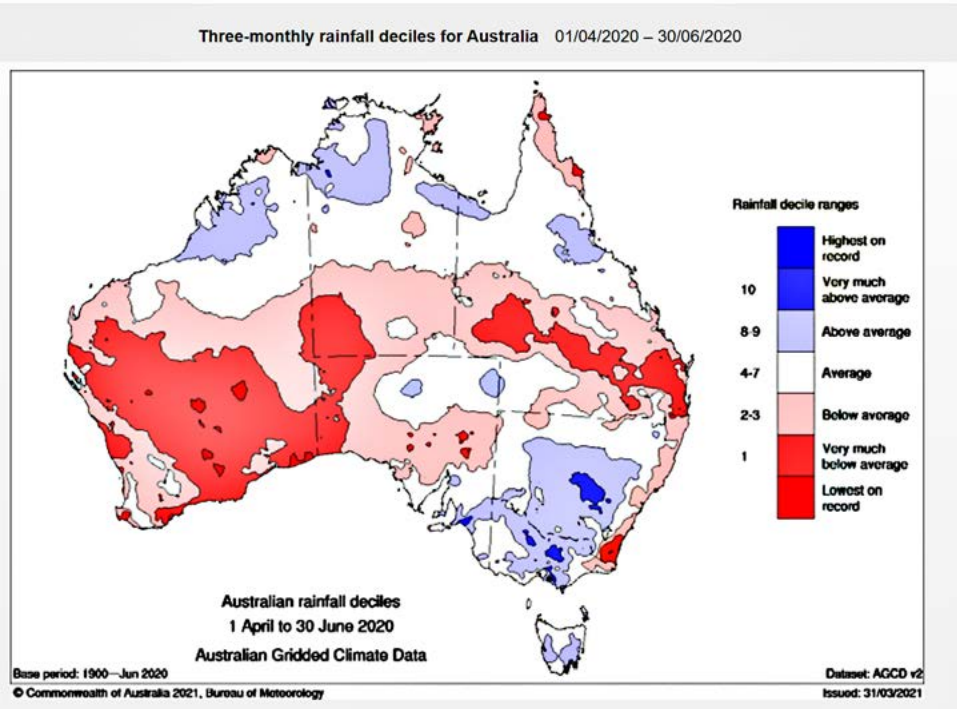 Three-monthly rainfall deciles for Australia 01/04/2020 – 30/06/2020
Rainfall decile ranges
Highest on
record
10
Very much
above average
8-9
Above average
4-7
Average
2-3
Below average
1
Very much
below average
Lowest on
record
Australian rainfall deciles
1 April to 30 June 2020
Australian Gridded Climate Data
Base period: 1900—Jun 2020
Dataset: AGCD v2
© Commonwealth of Australia 2021, Bureau of Meteorology
Issued: 31/03/2021